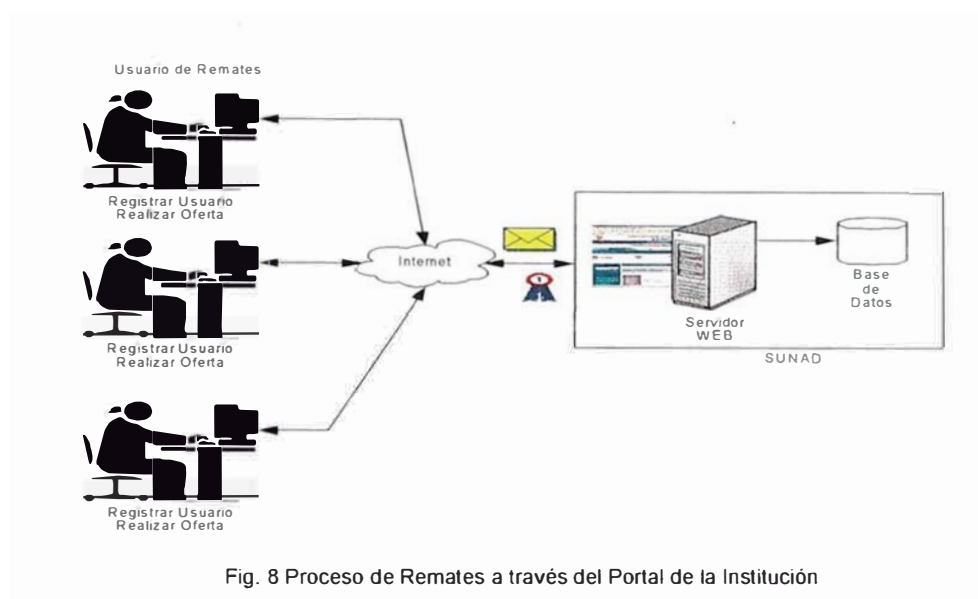 Usuario de Remates
Registrar Usuario
Realizar Oferta
Registrar Usuario
Realizar Oferta
Registrar Usuario
Realizar Oferta
Internet
Servidor
WEB
Base
de
Datos
SUNAD
Fig. 8 Proceso de Remates a través del Portal de la Institución